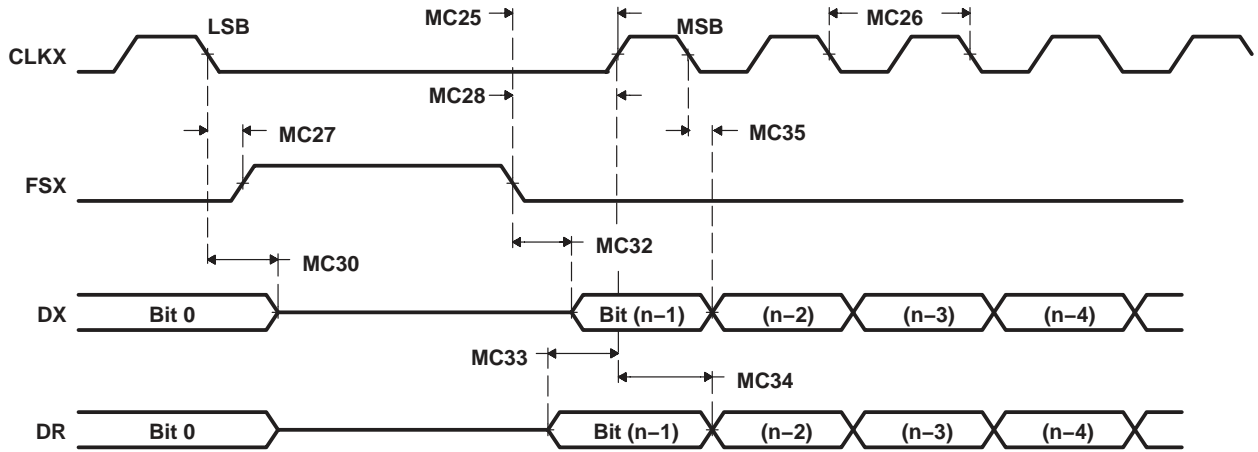 MC25
MSB
MC26
LSB
CLKX
MC28
MC27
MC35
FSX
MC32
MC30
DX
Bit 0
Bit (n−1)
(n−2)
(n−3)
(n−4)
MC33
MC34
DR
Bit 0
Bit (n−1)
(n−2)
(n−3)
(n−4)